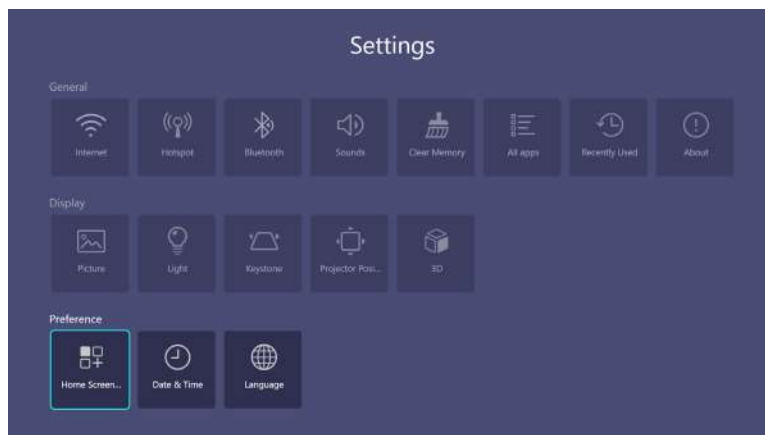 Settings
General
Internet Hotspot Bluetooth Sounds Clear Memory All apps Recently Used About
Display
Picture Light Keystone Projector Posi... 3D
Preference
Home Screen... Date & Time Language